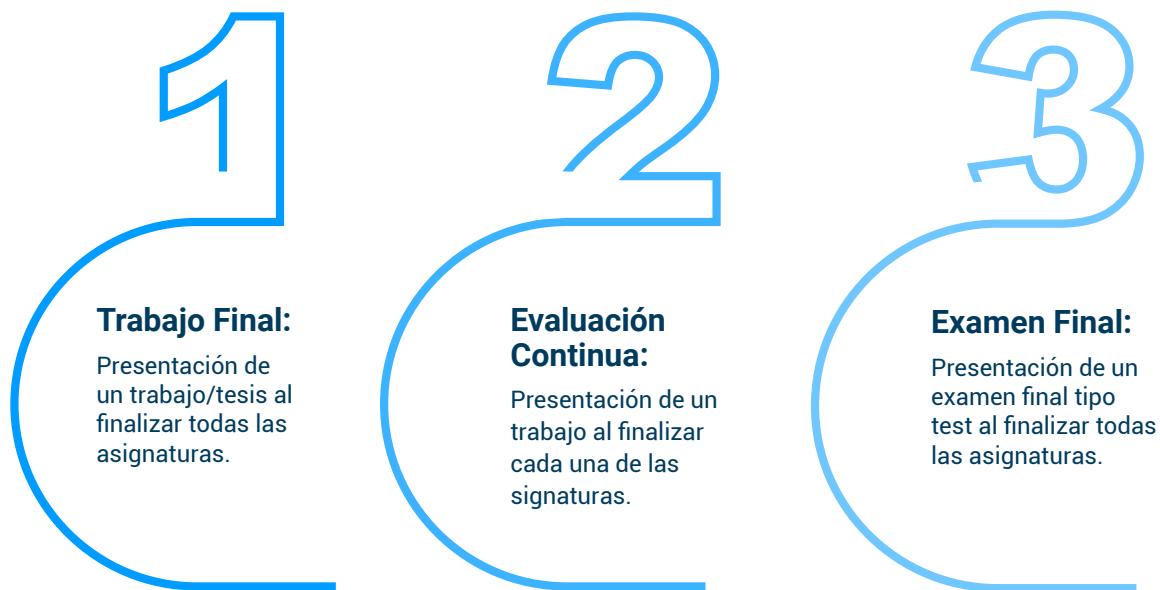 1
Trabajo Final:
Presentación de
un trabajo/tesis al
finalizar todas las
asignaturas.
2
Evaluación
Continua:
Presentación de un
trabajo al finalizar
cada una de las
signaturas.
3
Examen Final:
Presentación de un
examen final tipo
test al finalizar todas
las asignaturas.